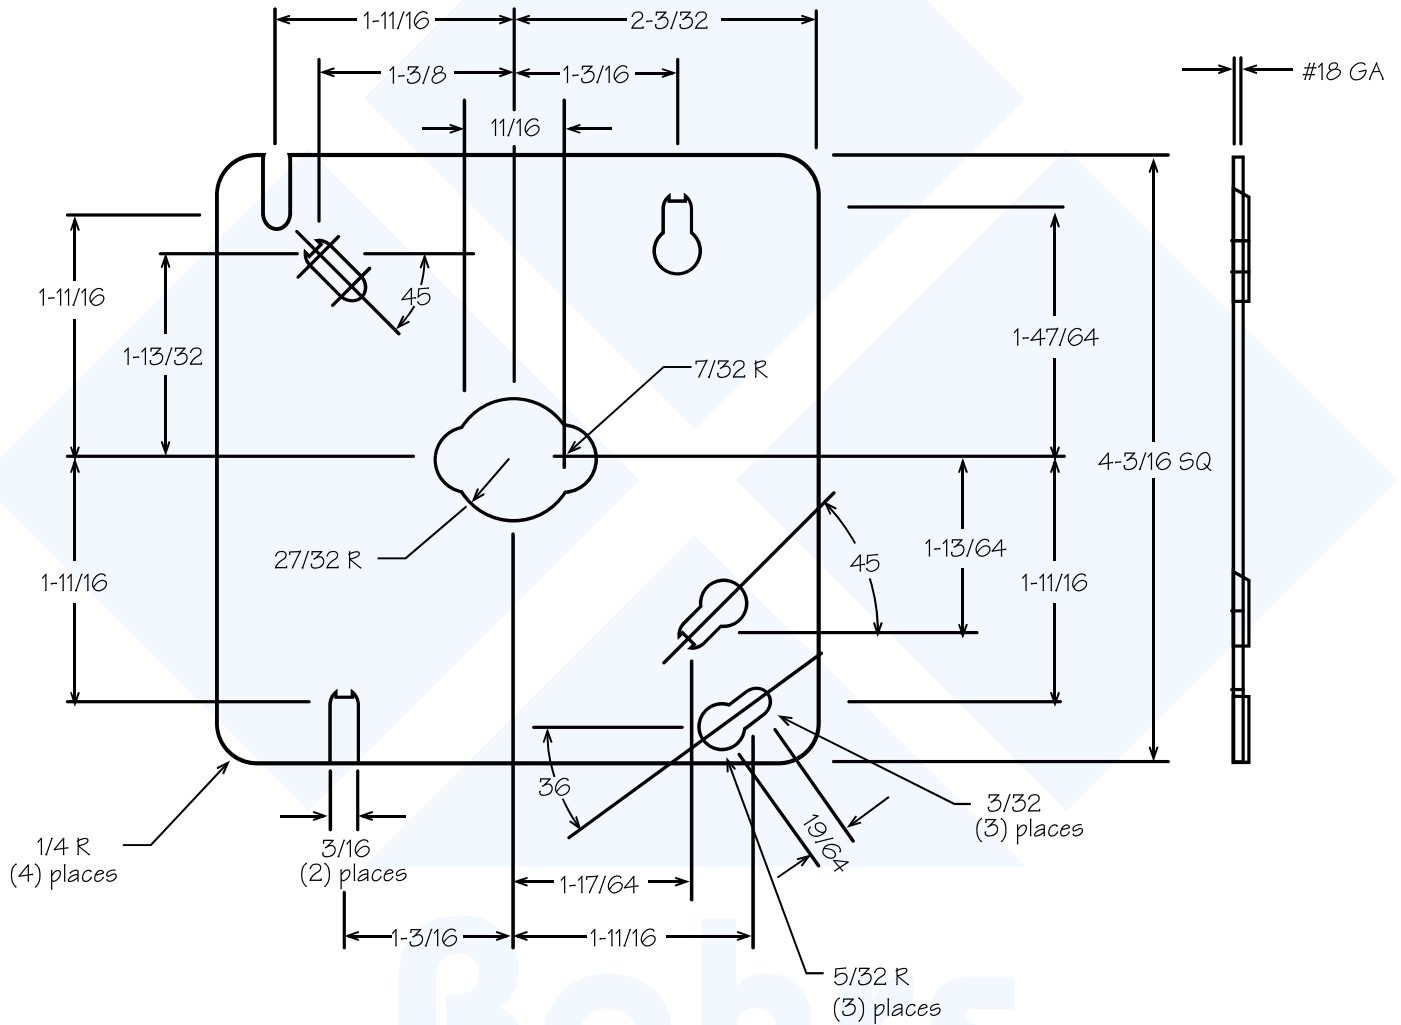 1-11/16
2-3/32
1-3/8
1-3/16
#18 GA
11/16
1-11/16
45
1-47/64
1-13/32
7/32 R
4-3/16 SQ
1-13/64
27/32 R
45
1-11/16
1-11/16
36
3/32
(3) places
19/64
1/4 R
(4) places
3/16
(2) places
1-17/64
1-3/16
1-11/16
5/32 R
(3) places